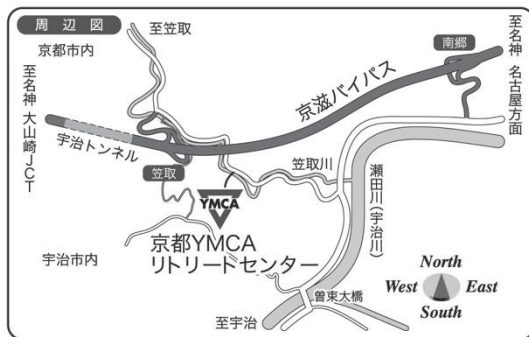 周辺図
至笠取
京都市内
至名神 大山崎JCT
宇治トンネル
笠取
京滋バイパス
南郷
至名神 名古屋方面
笠取川
瀬田川(宇治川)
YMCA
京都YMCA
リトリートセンター
宇治市内
曽束大橋
至宇治
North
West
East
South